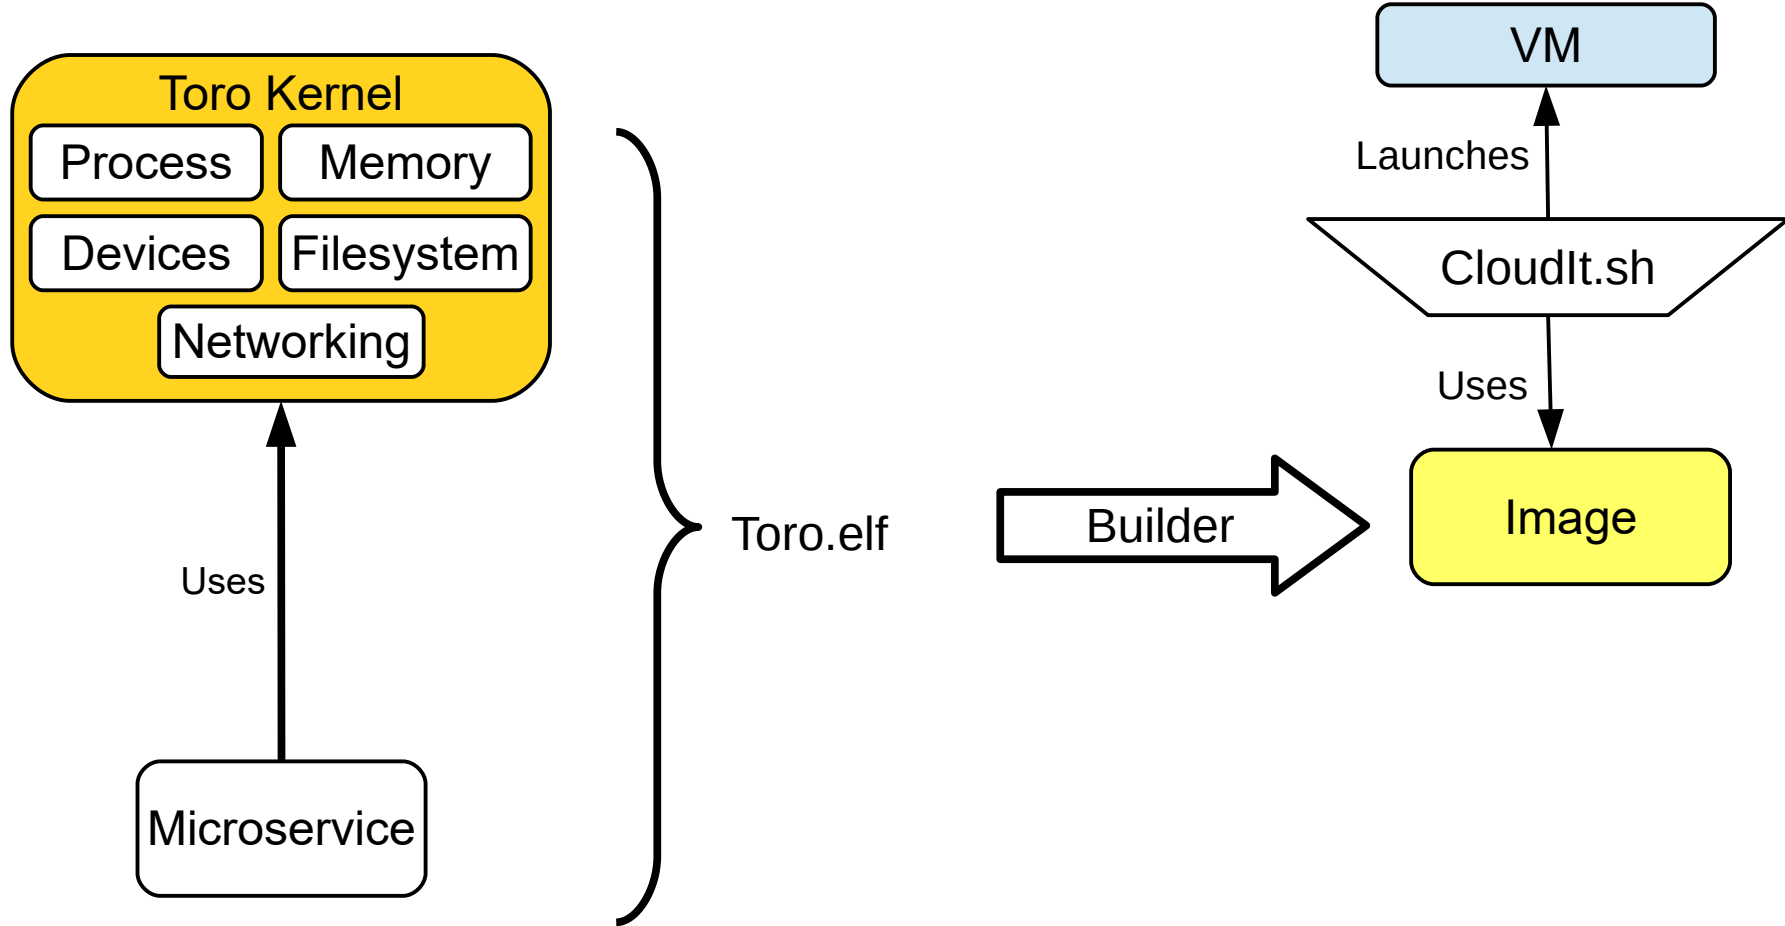 Toro Kernel
Process
Memory
Devices
Filesystem
Networking
Uses
Microservice
Toro.elf
Builder
VM
Launches
CloudIt.sh
Uses
Image